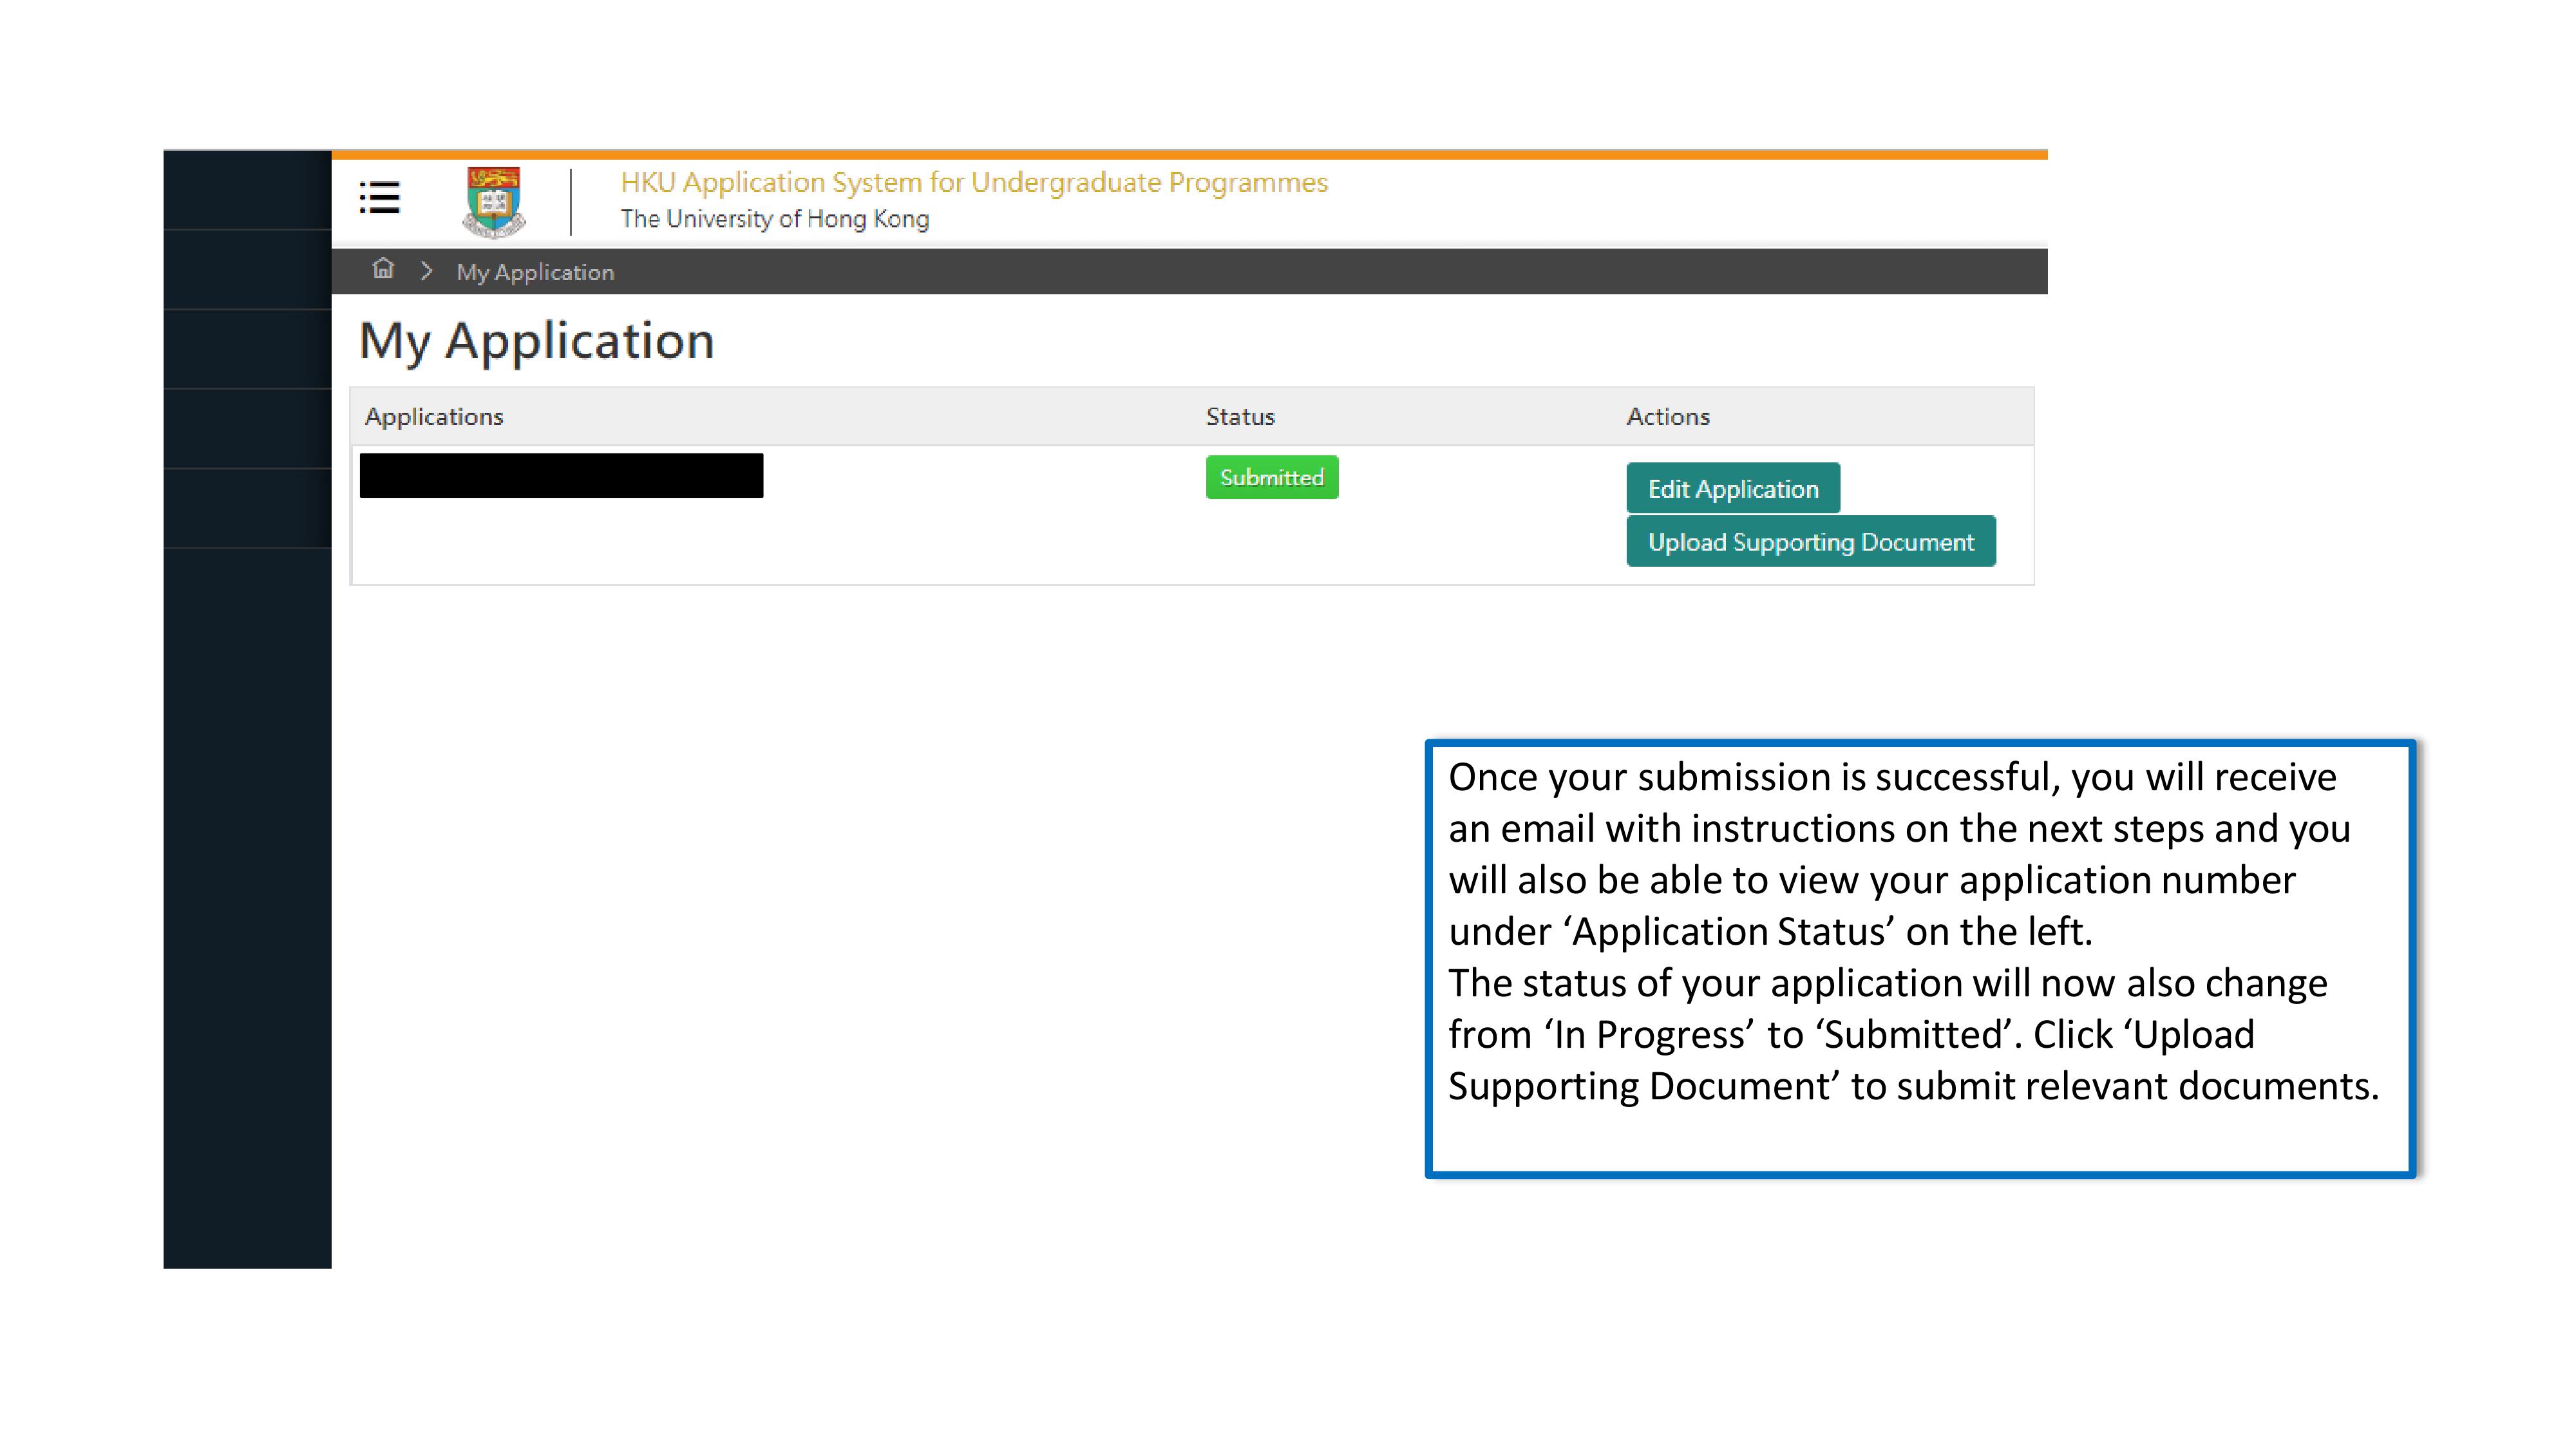 HKU Application System for Undergraduate Programmes
The University of Hong Kong
My Application
My Application
Applications Status Actions
Submitted
Edit Application
Upload Supporting Document
Once your submission is successful, you will receive
an email with instructions on the next steps and you
will also be able to view your application number
under ‘Application Status’ on the left.
The status of your application will now also change
from ‘In Progress’ to ‘Submitted’. Click ‘Upload
Supporting Document’ to submit relevant documents.